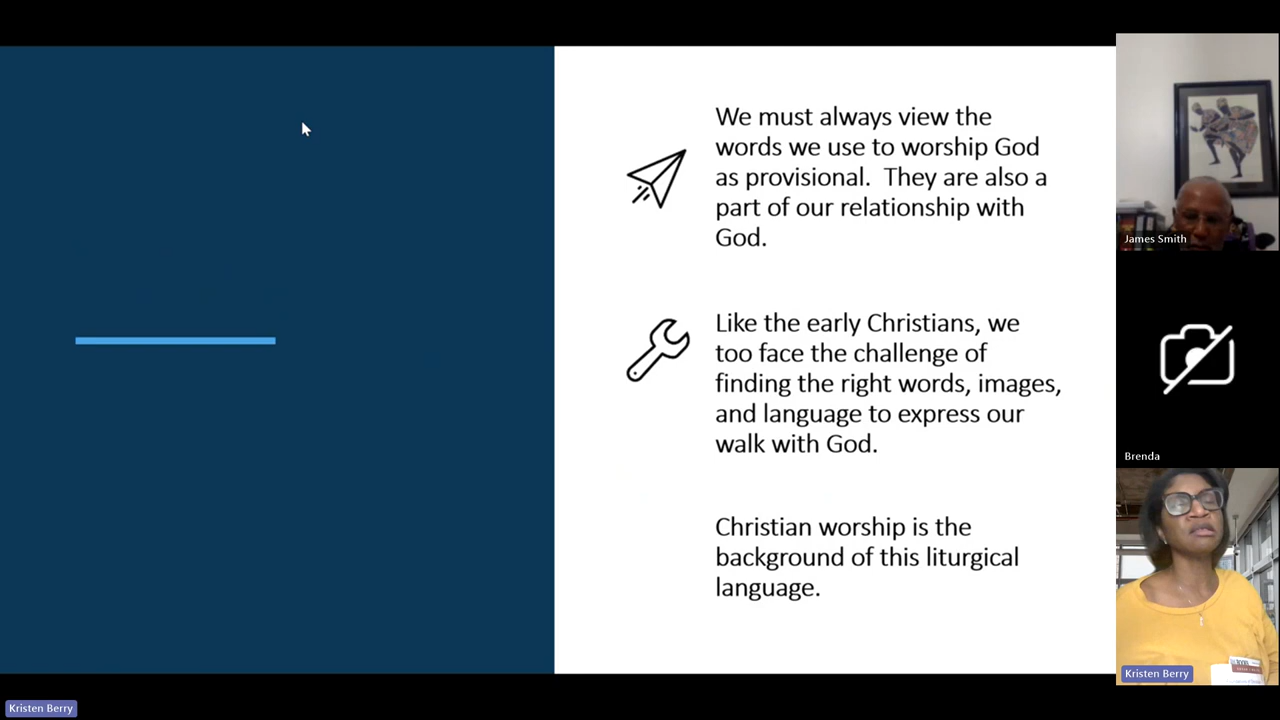 We must always view the
words we use to worship God
as provisional.  They are also a
part of our relationship with
God.
Like the early Christians, we
too face the challenge of
finding the right words, images,
and language to express our
walk with God.
Christian worship is the
background of this liturgical
language.
James Smith
Brenda
Kristen Berry
Kristen Berry